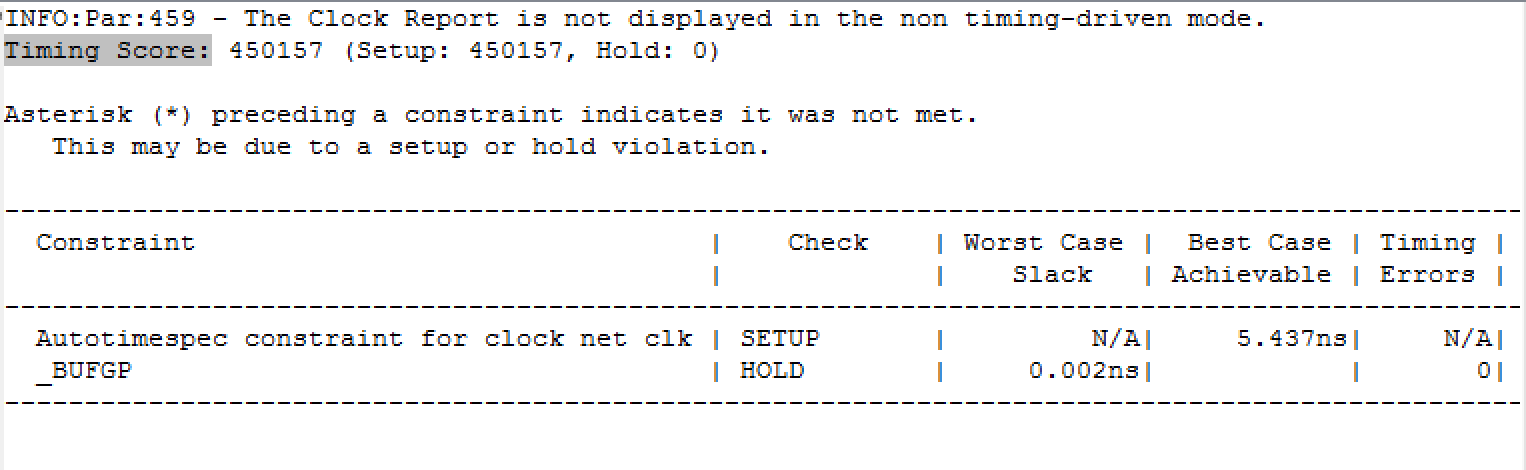 INFO:Par:459 - The Clock Report is not displayed in the non timing-driven mode.
Timing Score: 450157 (Setup: 450157, Hold: 0)
Asterisk (*) preceding a constraint indicates it was not met.
   This may be due to a setup or hold violation.
----------------------------------------------------------------------------------------------
  Constraint                                | Check | Worst Case | Best Case | Timing |
                                            | | Slack | Achievable | Errors |
----------------------------------------------------------------------------------------------
  Autotimespec constraint for clock net clk | SETUP | N/A| 5.437ns| N/A|
  _BUFGP                                    | HOLD | 0.002ns| | 0|
----------------------------------------------------------------------------------------------